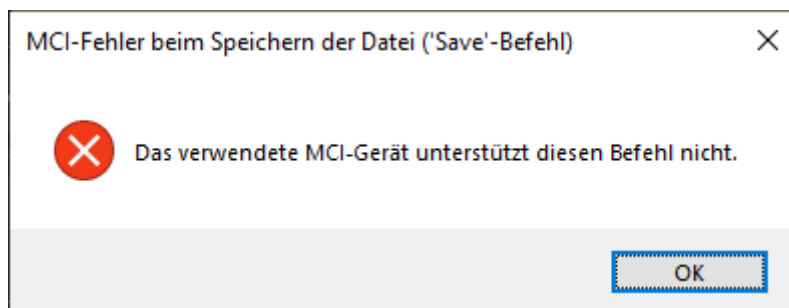 MCI-Fehler beim Speichern der Datei ('Save'-Befehl)
Das verwendete MCI-Gerät unterstützt diesen Befehl nicht.
OK